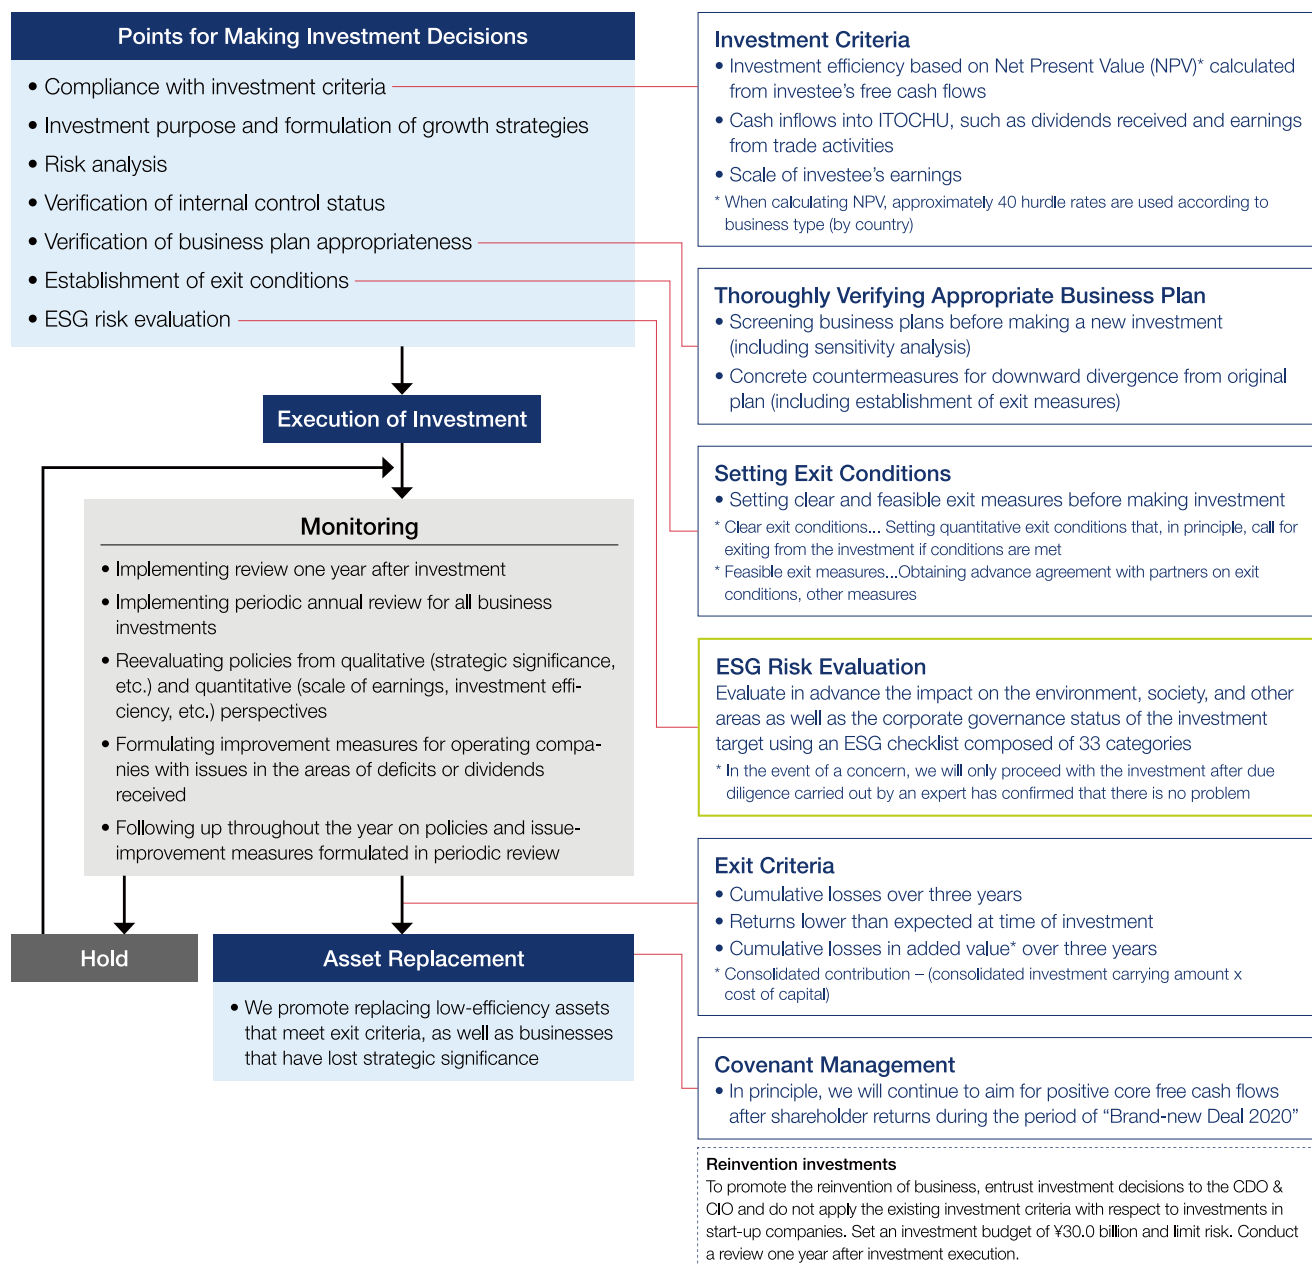 Points for Making Investment Decisions
• Compliance with investment criteria
• Investment purpose and formulation of growth strategies
• Risk analysis
• Verification of internal control status
• Verification of business plan appropriateness
• Establishment of exit conditions
• ESG risk evaluation
Execution of Investment
Monitoring
• Implementing review one year after investment
• Implementing periodic annual review for all business
investments
• Reevaluating policies from qualitative (strategic significance,
etc.) and quantitative (scale of earnings, investment effi-
ciency, etc.) perspectives
• Formulating improvement measures for operating compa-
nies with issues in the areas of deficits or dividends
received
• Following up throughout the year on policies and issue-
improvement measures formulated in periodic review
Hold
Asset Replacement
• We promote replacing low-efficiency assets
that meet exit criteria, as well as businesses
that have lost strategic significance
Investment Criteria
• Investment efficiency based on Net Present Value (NPV)* calculated
from investee's free cash flows
• Cash inflows into ITOCHU, such as dividends received and earnings
from trade activities
• Scale of investee's earnings
* When calculating NPV, approximately 40 hurdle rates are used according to
business type (by country)
Thoroughly Verifying Appropriate Business Plan
• Screening business plans before making a new investment
(including sensitivity analysis)
• Concrete countermeasures for downward divergence from original
plan (including establishment of exit measures)
Setting Exit Conditions
• Setting clear and feasible exit measures before making investment
* Clear exit conditions... Setting quantitative exit conditions that, in principle, call for
exiting from the investment if conditions are met
* Feasible exit measures...Obtaining advance agreement with partners on exit
conditions, other measures
ESG Risk Evaluation
Evaluate in advance the impact on the environment, society, and other
areas as well as the corporate governance status of the investment
target using an ESG checklist composed of 33 categories
* In the event of a concern, we will only proceed with the investment after due
diligence carried out by an expert has confirmed that there is no problem
Exit Criteria
• Cumulative losses over three years
• Returns lower than expected at time of investment
• Cumulative losses in added value* over three years
* Consolidated contribution – (consolidated investment carrying amount x
cost of capital)
Covenant Management
• In principle, we will continue to aim for positive core free cash flows
after shareholder returns during the period of “Brand-new Deal 2020”
Reinvention investments
To promote the reinvention of business, entrust investment decisions to the CDO &
CIO and do not apply the existing investment criteria with respect to investments in
start-up companies. Set an investment budget of ¥30.0 billion and limit risk. Conduct
a review one year after investment execution.